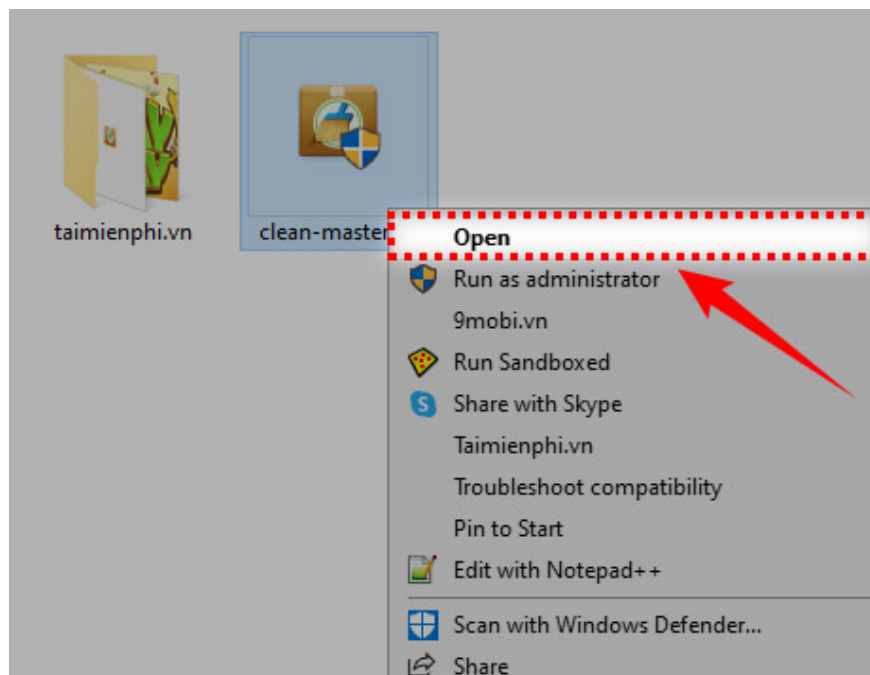 taimienphi.vn
clean-master
Open
Run as administrator
9mobi.vn
Run Sandboxed
Share with Skype
Taimienphi.vn
Troubleshoot compatibility
Pin to Start
Edit with Notepad++
Scan with Windows Defender...
Share